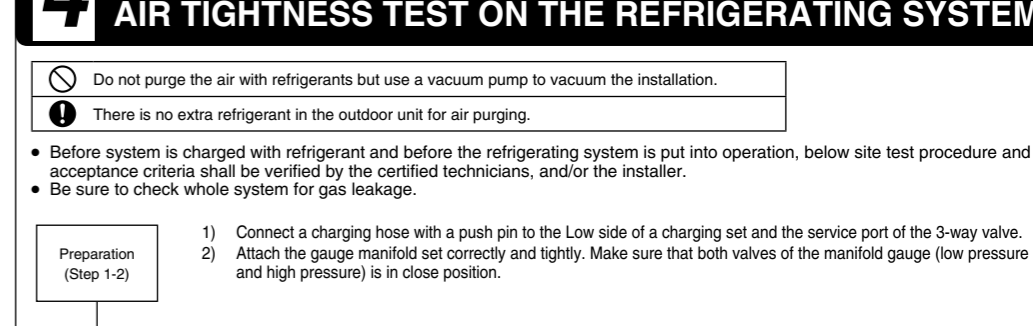 4 AIR TIGHTNESS TEST ON THE REFRIGERATING SYSTEM
Do not purge the air with refrigerants but use a vacuum pump to vacuum the installation.
There is no extra refrigerant in the outdoor unit for air purging.
• Before system is charged with refrigerant and before the refrigerating system is put into operation, below site test procedure and
acceptance criteria shall be verified by the certified technicians, and/or the installer.
• Be sure to check whole system for gas leakage.
Preparation
(Step 1-2)
1) Connect a charging hose with a push pin to the Low side of a charging set and the service port of the 3-way valve.
2) Attach the gauge manifold set correctly and tightly. Make sure that both valves of the manifold gauge (low pressure
and high pressure) is in close position.